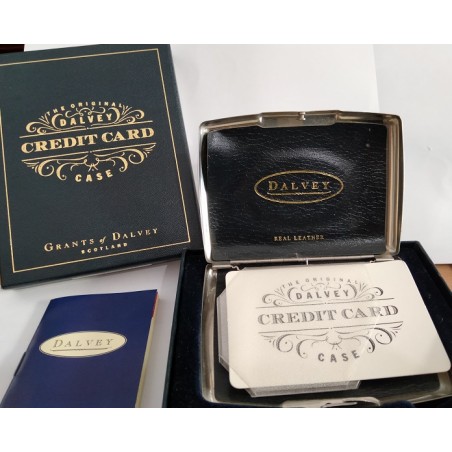 THE ORIGINAL
DALVEY
CREDIT CARD
CASE
GRANTS of DALVEY
SCOTLAND
DALVEY
DALVEY
REAL LEATHER
THE ORIGINAL
DALVEY
CREDIT CARD
CASE